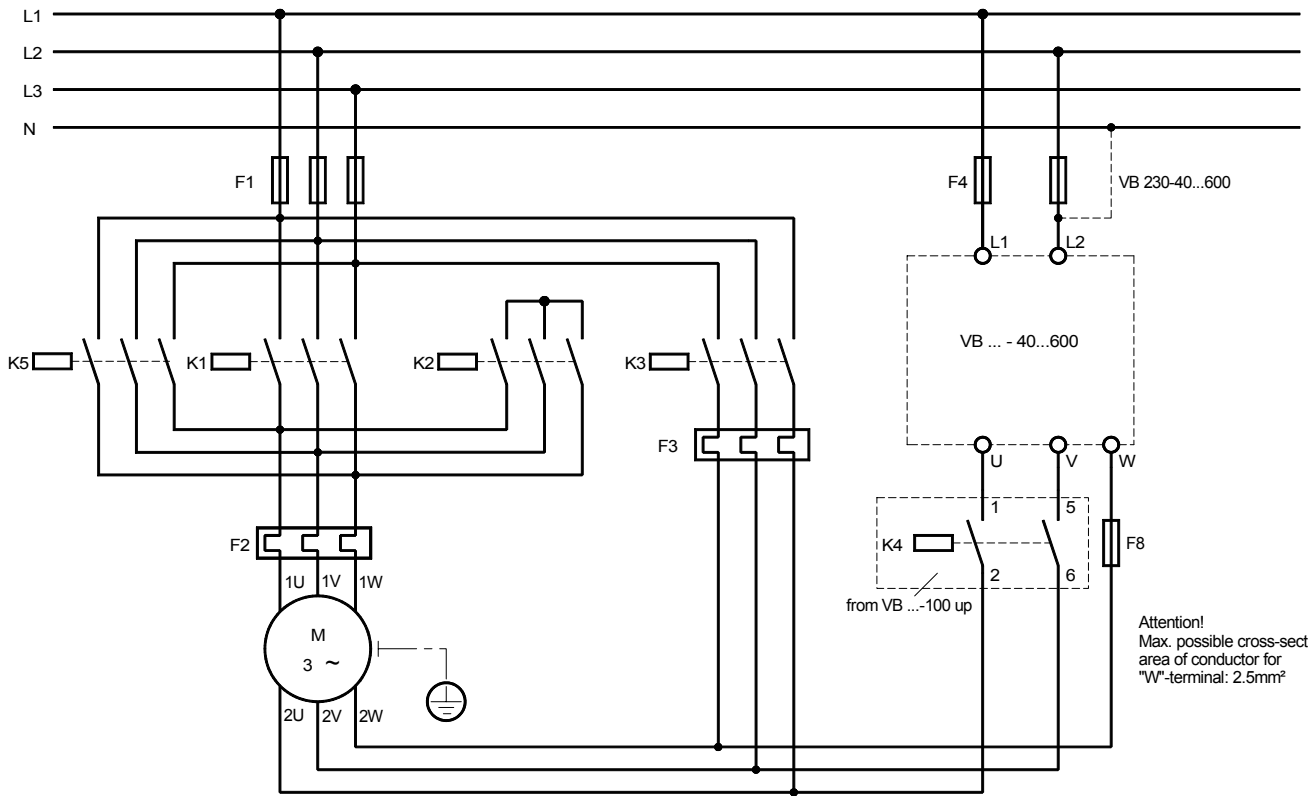 L1
L2
L3
N
F1
F4
VB 230-40...600
L1
L2
K5
K1
K2
K3
VB ... - 40...600
F3
U
V
W
1
5
F2
K4
F8
2
6
1U
1V
1W
from VB ...-100 up
M
3 ~
Attention!
Max. possible cross-sect
area of conductor for
"W"-terminal: 2.5mm²
2U
2V
2W